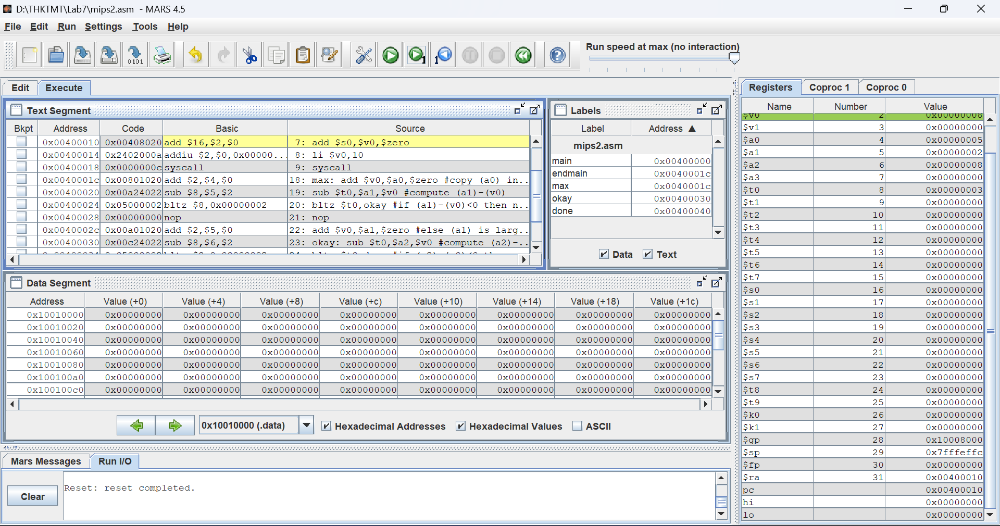 D:\THKTMT\Lab7\mips2.asm - MARS 4.5
File Edit Run Settings Tools Help
Run speed at max (no interaction)
Edit Execute
Text Segment
Bkpt Address Code Basic Source
0x00400010 0x00408020 add $16,$2,$0 7: add $s0,$v0,$zero
0x00400014 0x2402000a addiu $2,$0,0x00000... 8: li $v0,10
0x00400018 0x0000000c syscall 9: syscall
0x0040001c 0x00801020 add $2,$4,$0 18: max: add $v0,$a0,$zero #copy (a0) in...
0x00400020 0x00a24022 sub $8,$5,$2 19: sub $t0,$a1,$v0 #compute (a1)-(v0)
0x00400024 0x05000002 bltz $8,0x00000002 20: bltz $t0,okay #if (a1)-(v0)<0 then n...
0x00400028 0x00000000 nop 21: nop
0x0040002c 0x00a01020 add $2,$5,$0 22: add $v0,$a1,$zero #else (a1) is larg...
0x00400030 0x00c24022 sub $8,$6,$2 23: okay: sub $t0,$a2,$v0 #compute (a2)-...
Labels
Label Address ▲
mips2.asm
main 0x00400000
endmain 0x0040001c
max 0x0040001c
okay 0x00400030
done 0x00400040
Data Text
Data Segment
Address Value (+0) Value (+4) Value (+8) Value (+c) Value (+10) Value (+14) Value (+18) Value (+1c)
0x10010000 0x00000000 0x00000000 0x00000000 0x00000000 0x00000000 0x00000000 0x00000000 0x00000000
0x10010020 0x00000000 0x00000000 0x00000000 0x00000000 0x00000000 0x00000000 0x00000000 0x00000000
0x10010040 0x00000000 0x00000000 0x00000000 0x00000000 0x00000000 0x00000000 0x00000000 0x00000000
0x10010060 0x00000000 0x00000000 0x00000000 0x00000000 0x00000000 0x00000000 0x00000000 0x00000000
0x10010080 0x00000000 0x00000000 0x00000000 0x00000000 0x00000000 0x00000000 0x00000000 0x00000000
0x100100a0 0x00000000 0x00000000 0x00000000 0x00000000 0x00000000 0x00000000 0x00000000 0x00000000
0x100100c0 0x00000000 0x00000000 0x00000000 0x00000000 0x00000000 0x00000000 0x00000000 0x00000000
0x10010000 (.data) Hexadecimal Addresses Hexadecimal Values ASCII
Mars Messages Run I/O
Clear
Reset: reset completed.
Registers Coproc 1 Coproc 0
Name Number Value
$v0 2 0x00000008
$v1 3 0x00000000
$a0 4 0x00000005
$a1 5 0x00000002
$a2 6 0x00000008
$a3 7 0x00000000
$t0 8 0x00000003
$t1 9 0x00000000
$t2 10 0x00000000
$t3 11 0x00000000
$t4 12 0x00000000
$t5 13 0x00000000
$t6 14 0x00000000
$t7 15 0x00000000
$s0 16 0x00000000
$s1 17 0x00000000
$s2 18 0x00000000
$s3 19 0x00000000
$s4 20 0x00000000
$s5 21 0x00000000
$s6 22 0x00000000
$s7 23 0x00000000
$t8 24 0x00000000
$t9 25 0x00000000
$k0 26 0x00000000
$k1 27 0x00000000
$gp 28 0x10008000
$sp 29 0x7fffeffc
$fp 30 0x00000000
$ra 31 0x00400010
pc 0x00400010
hi 0x00000000
lo 0x00000000